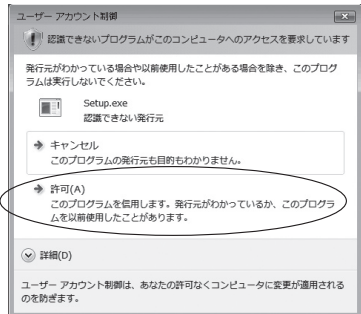 ユーザー アカウント制御
認識できないプログラムがこのコンピュータへのアクセスを要求しています
発行元がわかっている場合や以前使用したことがある場合を除き、このプログ
ラムは実行しないでください。
Setup.exe
認識できない発行元
キャンセル
このプログラムの発行元も目的もわかりません。
許可(A)
このプログラムを信用します。発行元がわかっているか、このプログラ
ムを以前使用したことがあります。
詳細(D)
ユーザー アカウント制御は、あなたの許可なくコンピュータに変更が適用される
のを防ぎます。